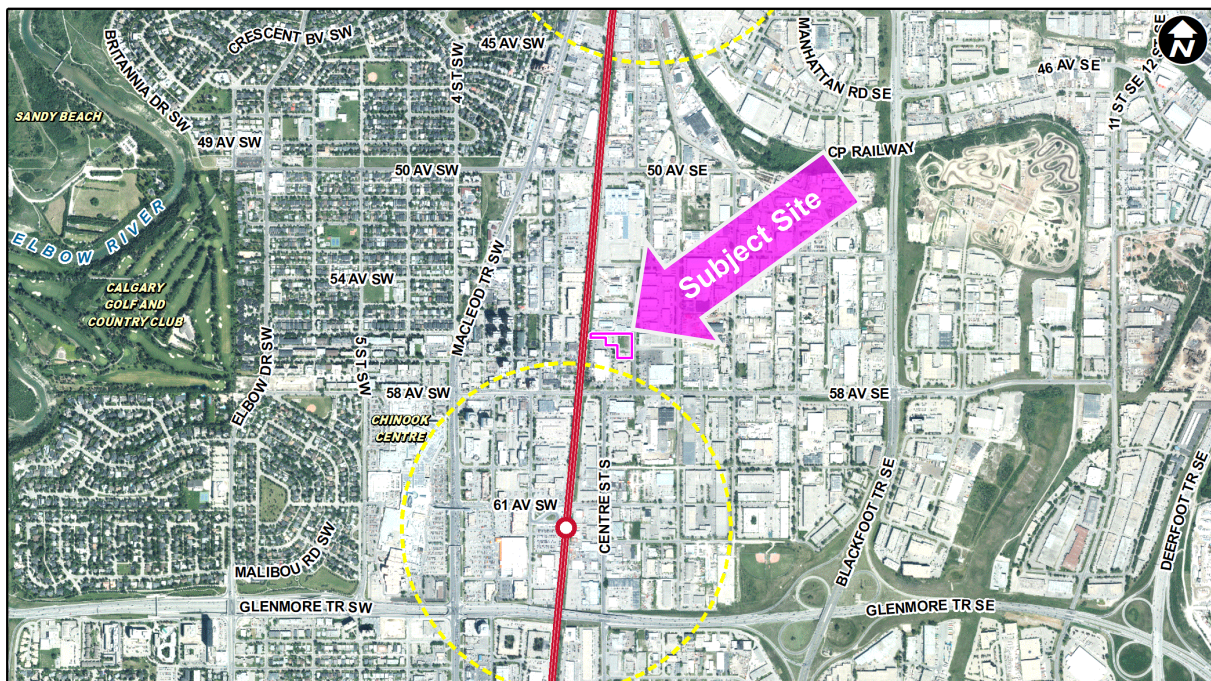 CRESCENT BV SW
BRITANNIA DR SW
4 ST SW
45 AV SW
MANHATTAN RD SE
46 AV SE
11 ST SE
12 ST SE
N
SANDY BEACH
49 AV SW
50 AV SW
50 AV SE
CP RAILWAY
ELBOW RIVER
Subject Site
CALGARY
GOLF AND
COUNTRY CLUB
54 AV SW
MACLEOD TR SW
5 ST SW
ELBOW DR SW
58 AV SW
58 AV SE
CHINOOK
CENTRE
61 AV SW
CENTRE ST S
BLACKFOOT TR SE
DEERFOOT TR SE
MALIBOU RD SW
GLENMORE TR SW
GLENMORE TR SE